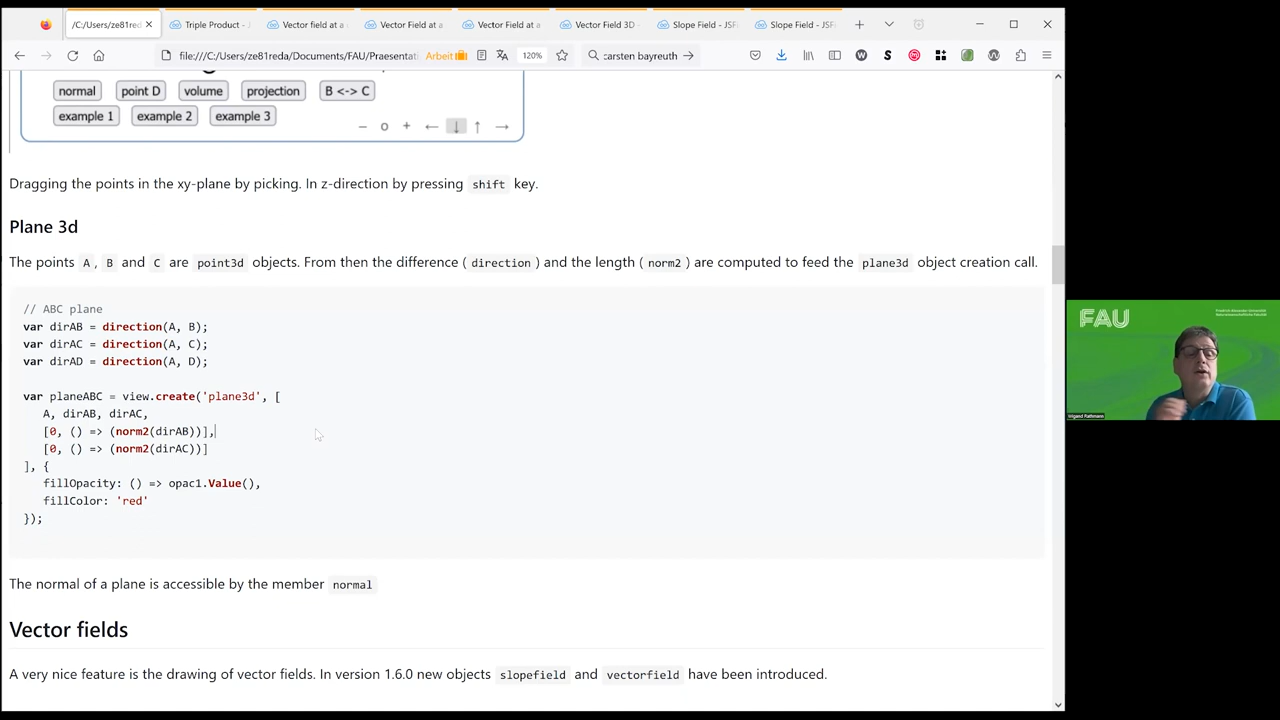 /C:/Users/ze81reda
Triple Product -
Vector field at a
Vector Field at a
Vector Field at a
Vector Field 3D -
Slope Field - JSF
Slope Field - JSF
file:///C:/Users/ze81reda/Documents/FAU/Praesentat
Arbeit
120%
carsten bayreuth
normal
point D
volume
projection
B <-> C
example 1
example 2
example 3
− o + ← ↓ ↑ →
Dragging the points in the xy-plane by picking. In z-direction by pressing shift key.
Plane 3d
The points A , B and C are point3d objects. From then the difference ( direction ) and the length ( norm2 ) are computed to feed the plane3d object creation call.
// ABC plane
var dirAB = direction(A, B);
var dirAC = direction(A, C);
var dirAD = direction(A, D);
var planeABC = view.create('plane3d', [
A, dirAB, dirAC,
[0, () => (norm2(dirAB))],
[0, () => (norm2(dirAC))]
], {
fillOpacity: () => opac1.Value(),
fillColor: 'red'
});
The normal of a plane is accessible by the member normal
Vector fields
A very nice feature is the drawing of vector fields. In version 1.6.0 new objects slopefield and vectorfield have been introduced.
FAU
Friedrich-Alexander-Universität
Naturwissenschaftliche Fakultät
Wigand Rathmann